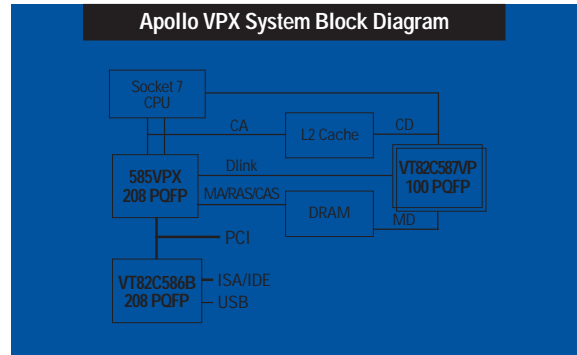 Apollo VPX System Block Diagram
Socket 7
CPU
CA
L2 Cache
CD
585VPX
208 PQFP
Dlink
VT82C587VP
100 PQFP
MA/RAS/CAS
DRAM
MD
PCI
VT82C586B
208 PQFP
ISA/IDE
USB